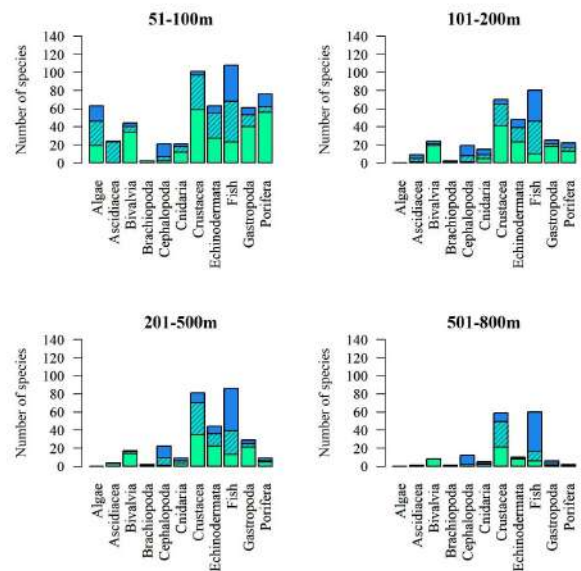 51-100m
Number of species
140
120
100
80
60
40
20
0
Algae
Ascidiacea
Bivalvia
Brachiopoda
Cephalopoda
Cnidaria
Crustacea
Echinodermata
Fish
Gastropoda
Porifera
101-200m
Number of species
140
120
100
80
60
40
20
0
Algae
Ascidiacea
Bivalvia
Brachiopoda
Cephalopoda
Cnidaria
Crustacea
Echinodermata
Fish
Gastropoda
Porifera
201-500m
Number of species
140
120
100
80
60
40
20
0
Algae
Ascidiacea
Bivalvia
Brachiopoda
Cephalopoda
Cnidaria
Crustacea
Echinodermata
Fish
Gastropoda
Porifera
501-800m
Number of species
140
120
100
80
60
40
20
0
Algae
Ascidiacea
Bivalvia
Brachiopoda
Cephalopoda
Cnidaria
Crustacea
Echinodermata
Fish
Gastropoda
Porifera